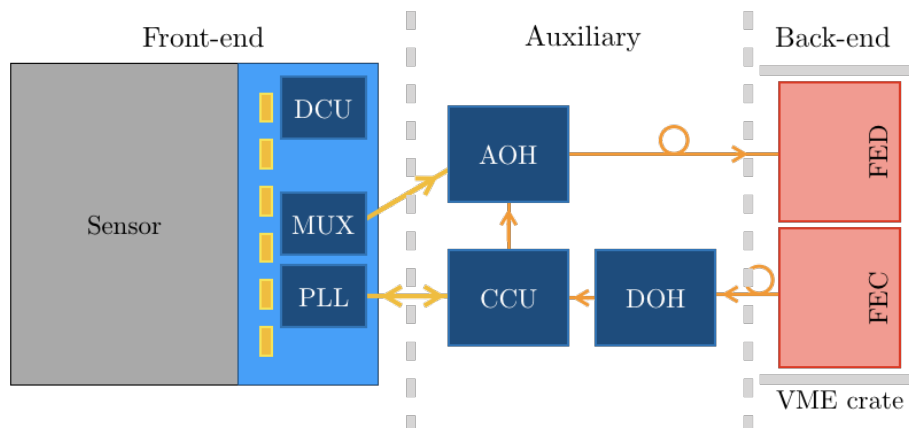 Front-end
Auxiliary
Back-end
DCU
AOH
FED
Sensor
MUX
PLL
CCU
DOH
FEC
VME crate